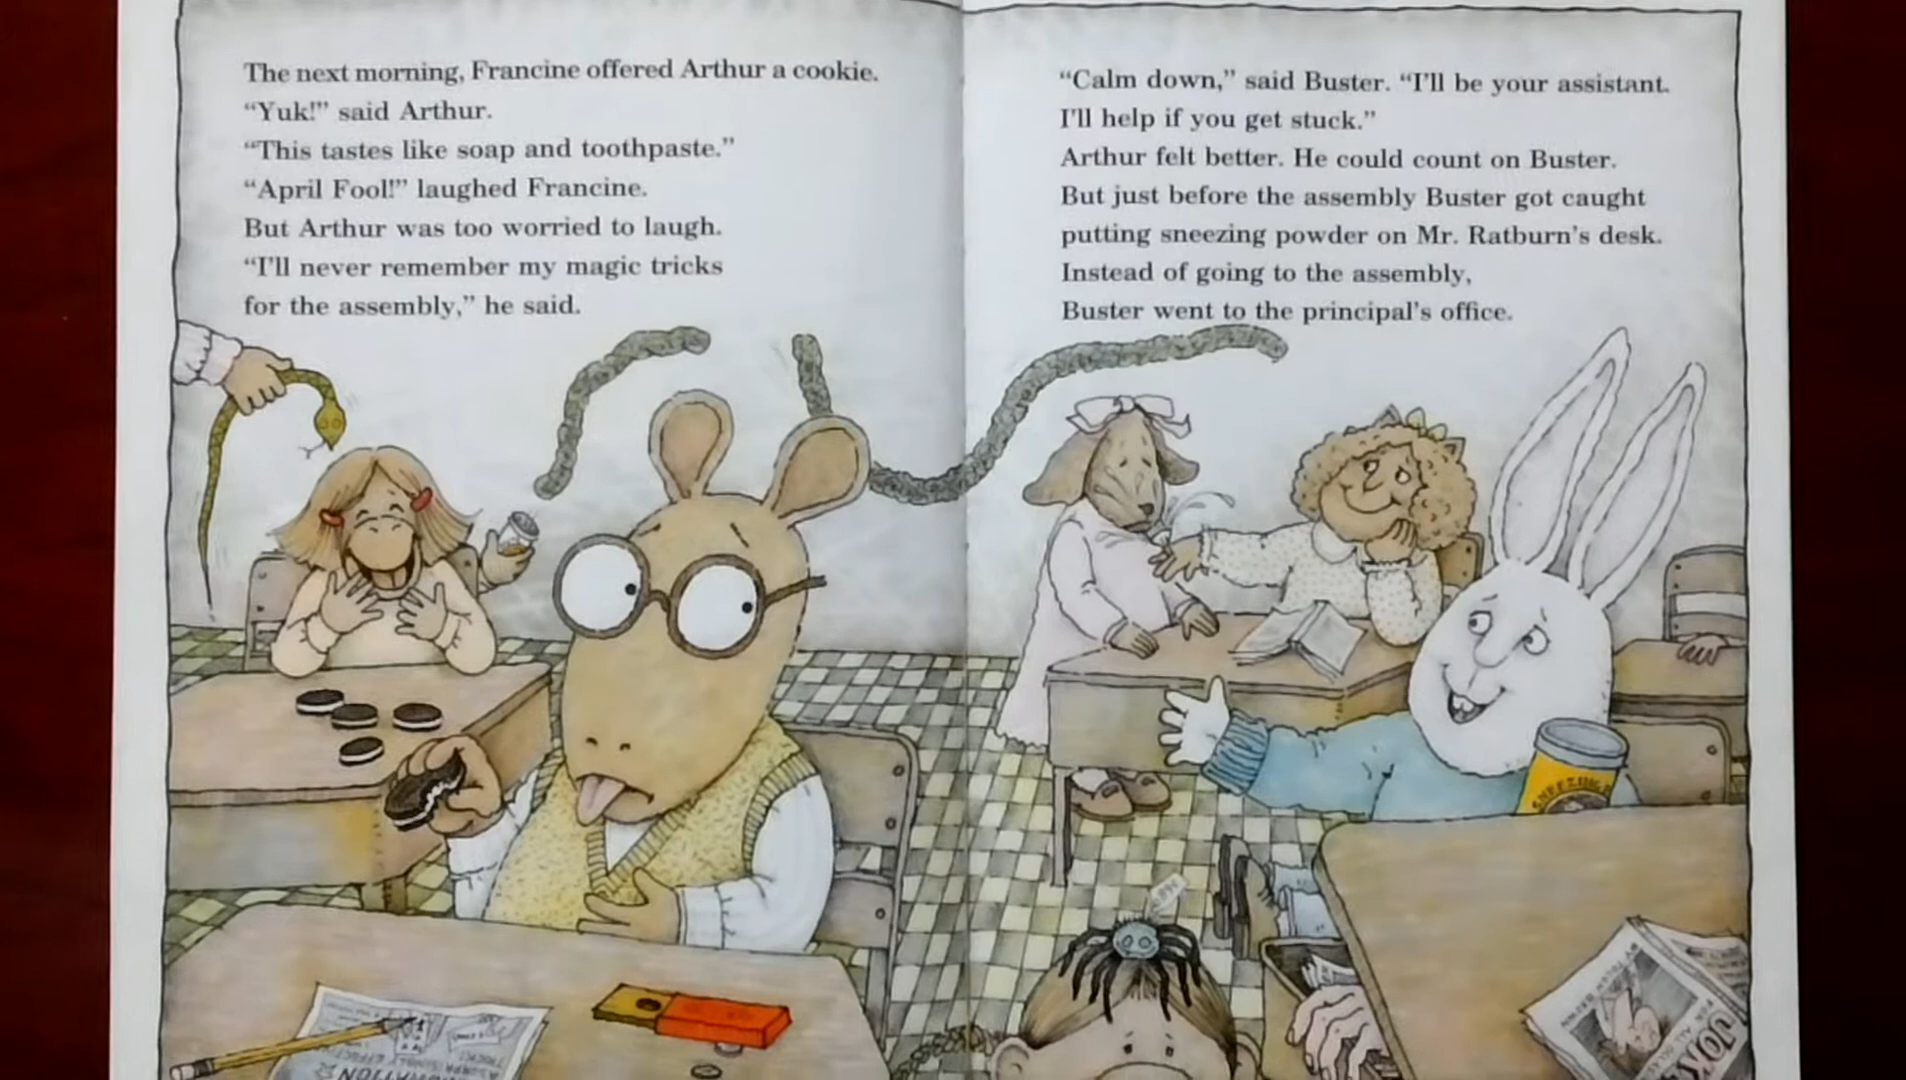 The next morning, Francine offered Arthur a cookie.
“Yuk!” said Arthur.
“This tastes like soap and toothpaste.”
“April Fool!” laughed Francine.
But Arthur was too worried to laugh.
“I’ll never remember my magic tricks
for the assembly,” he said.
“Calm down,” said Buster. “I’ll be your assistant.
I’ll help if you get stuck.”
Arthur felt better. He could count on Buster.
But just before the assembly Buster got caught
putting sneezing powder on Mr. Ratburn’s desk.
Instead of going to the assembly,
Buster went to the principal’s office.